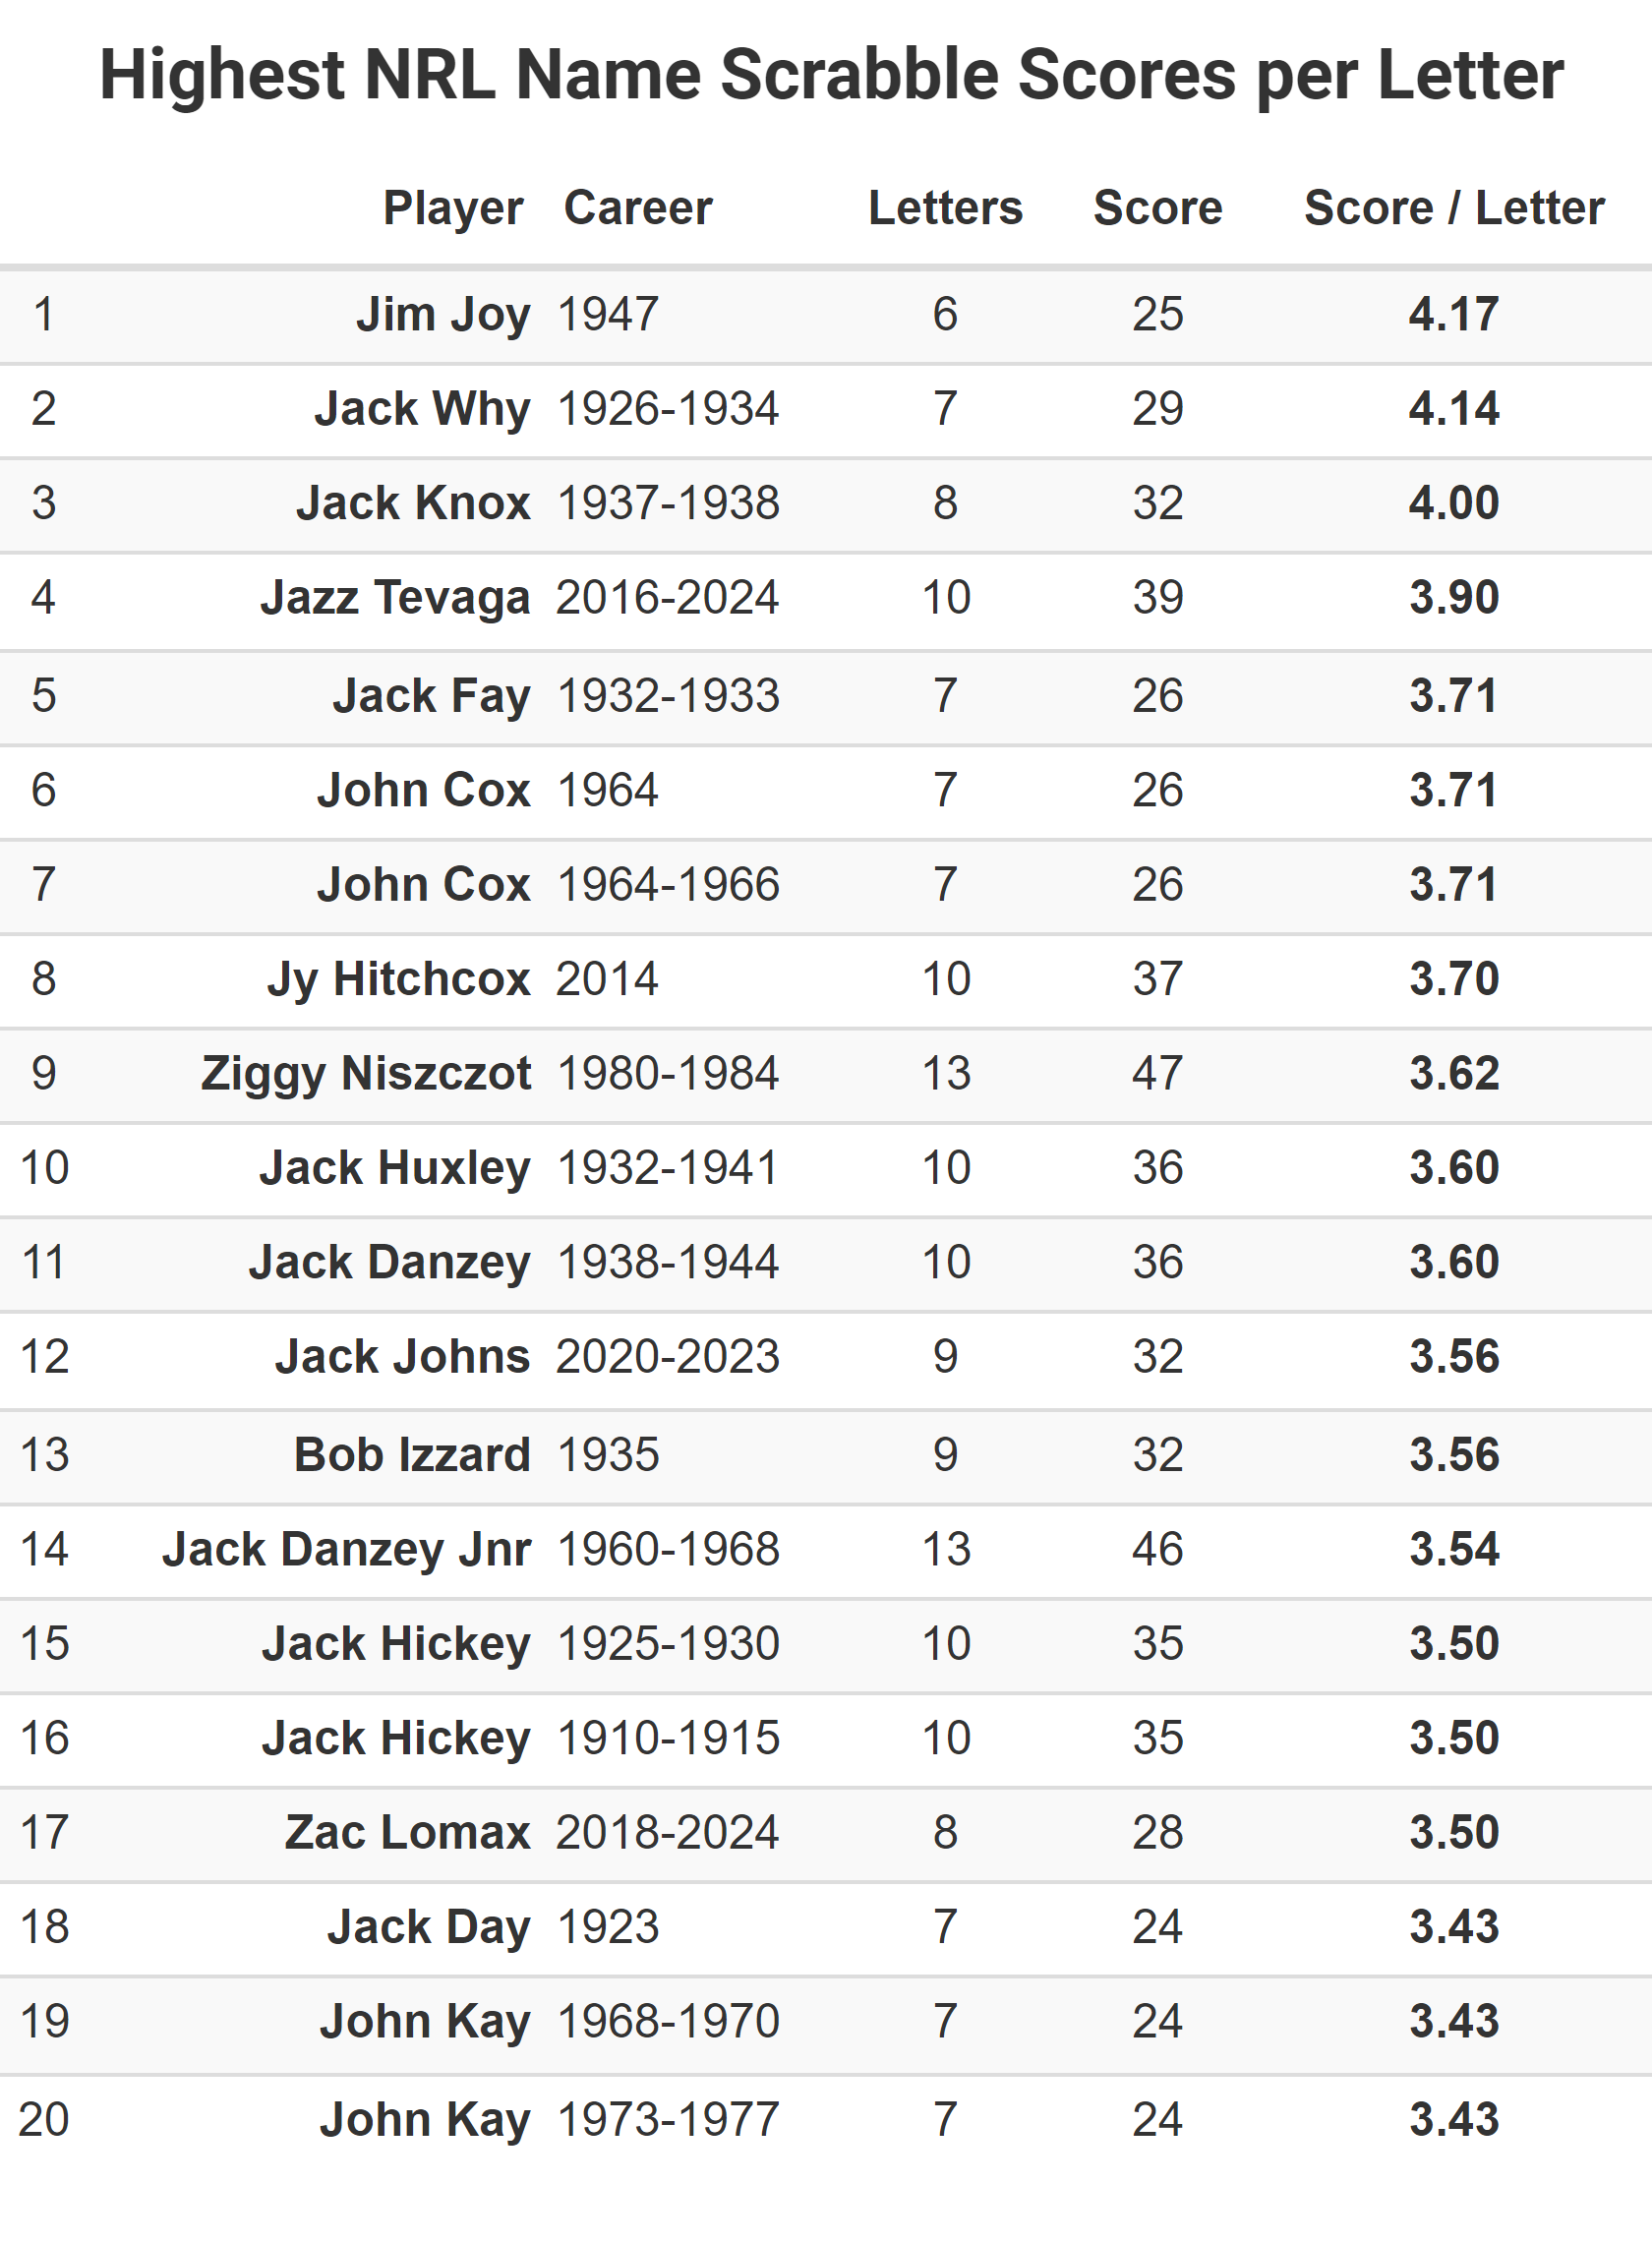 Highest NRL Name Scrabble Scores per Letter
Player Career Letters Score Score / Letter
1 Jim Joy 1947 6 25 4.17
2 Jack Why 1926-1934 7 29 4.14
3 Jack Knox 1937-1938 8 32 4.00
4 Jazz Tevaga 2016-2024 10 39 3.90
5 Jack Fay 1932-1933 7 26 3.71
6 John Cox 1964 7 26 3.71
7 John Cox 1964-1966 7 26 3.71
8 Jy Hitchcox 2014 10 37 3.70
9 Ziggy Niszczot 1980-1984 13 47 3.62
10 Jack Huxley 1932-1941 10 36 3.60
11 Jack Danzey 1938-1944 10 36 3.60
12 Jack Johns 2020-2023 9 32 3.56
13 Bob Izzard 1935 9 32 3.56
14 Jack Danzey Jnr 1960-1968 13 46 3.54
15 Jack Hickey 1925-1930 10 35 3.50
16 Jack Hickey 1910-1915 10 35 3.50
17 Zac Lomax 2018-2024 8 28 3.50
18 Jack Day 1923 7 24 3.43
19 John Kay 1968-1970 7 24 3.43
20 John Kay 1973-1977 7 24 3.43